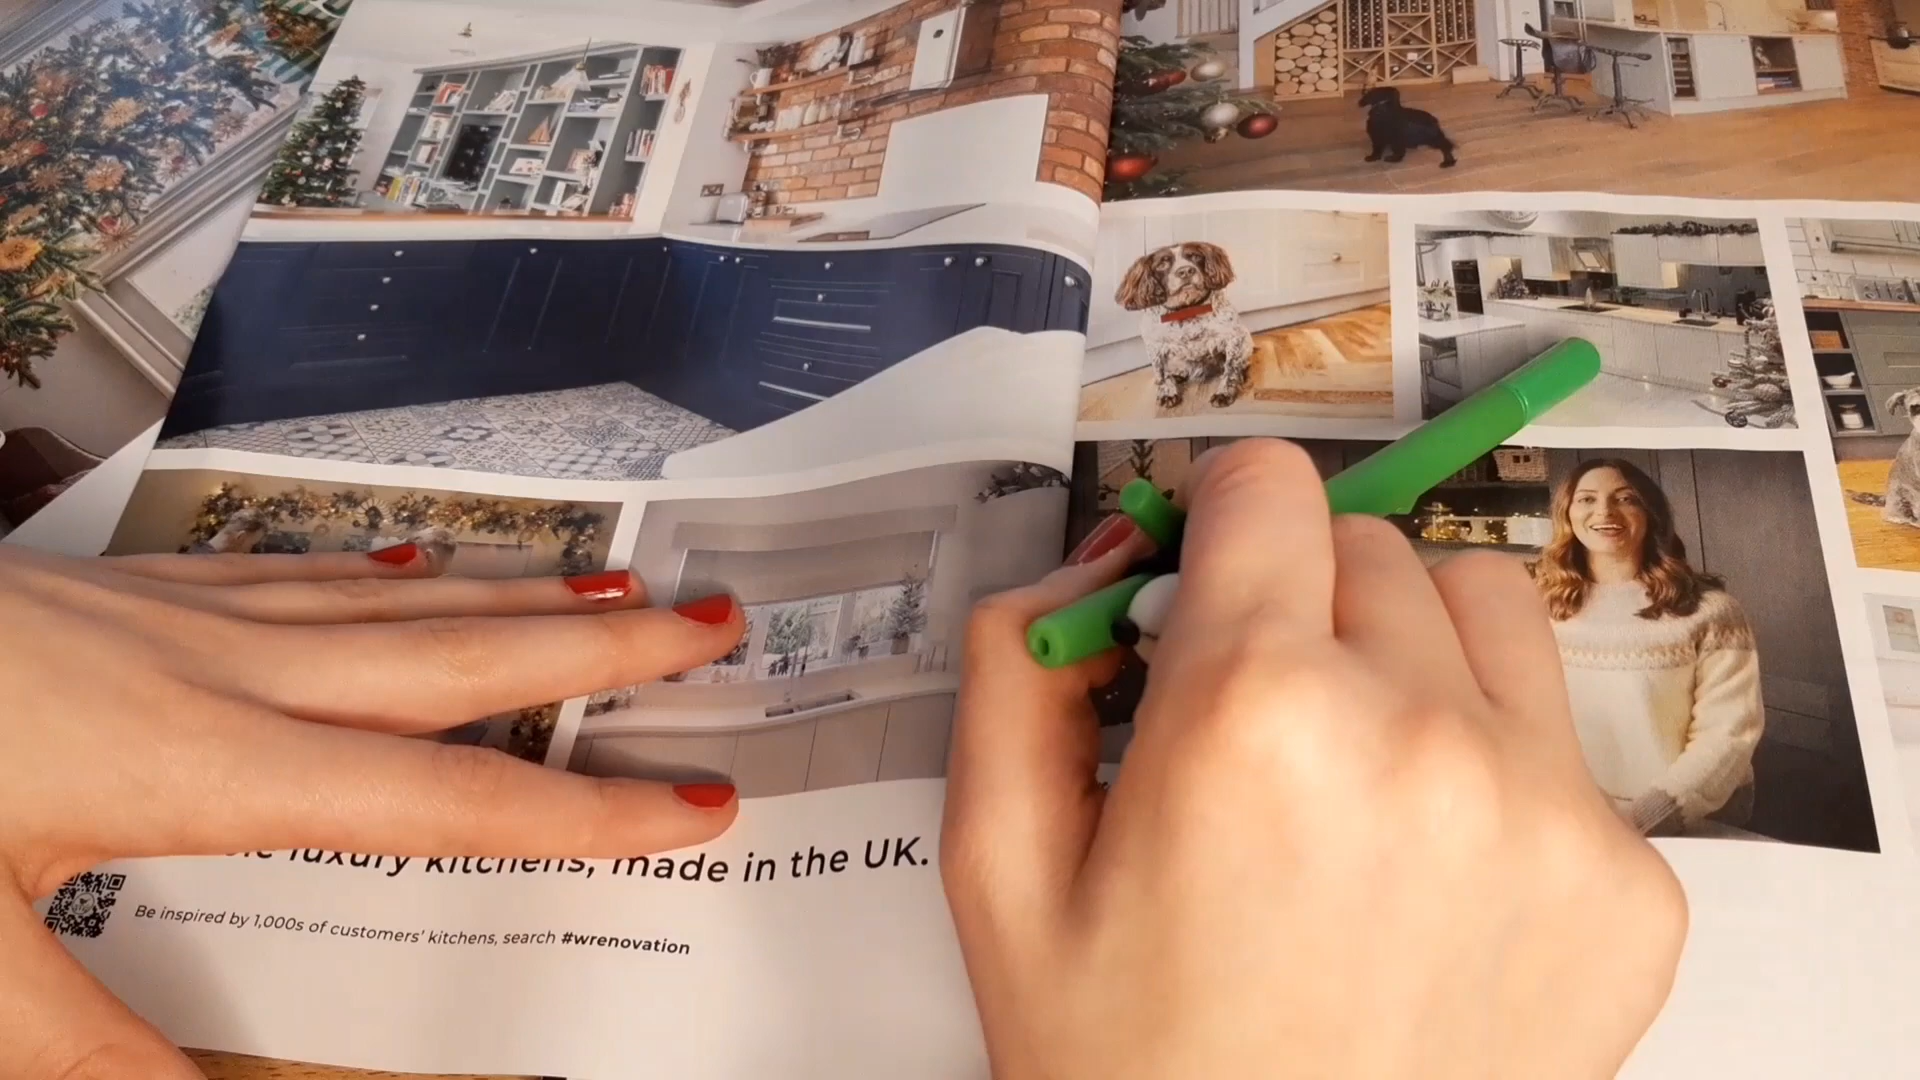 luxury kitchens, made in the UK.
Be inspired by 1,000s of customers' kitchens, search #wrenovation